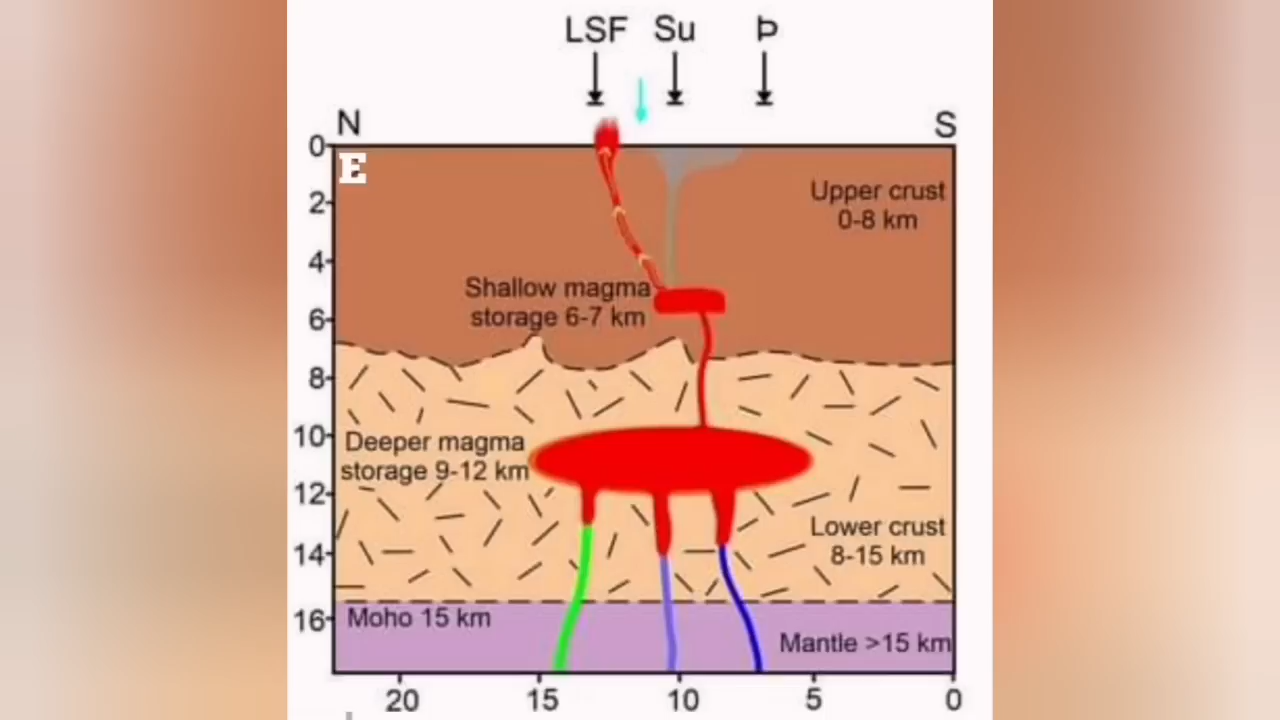 LSF Su Þ
N S
0
E
Upper crust
0-8 km
2
4
Shallow magma
storage 6-7 km
6
8
10
Deeper magma
storage 9-12 km
12
Lower crust
8-15 km
14
16
Moho 15 km
Mantle >15 km
20 15 10 5 0